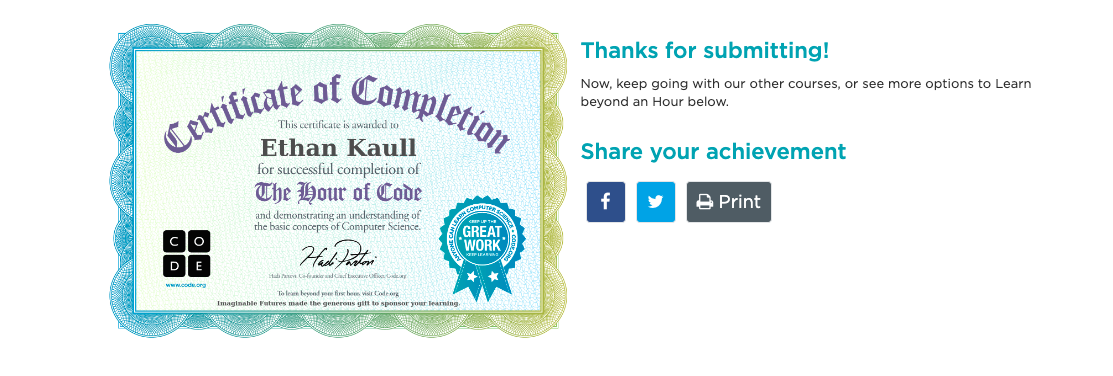 Certificate of Completion
This certificate is awarded to
Ethan Kaull
for successful completion of
The Hour of Code
and demonstrating an understanding of
the basic concepts of Computer Science.
C O
D E
www.code.org
Hadi Partovi
Hadi Partovi, Co-founder and Chief Executive Officer, Code.org
To learn beyond your first hour, visit Code.org
Imaginable Futures made the generous gift to sponsor your learning.
ANYONE CAN LEARN COMPUTER SCIENCE
CODE.ORG
KEEP UP THE
GREAT
WORK
KEEP LEARNING
Thanks for submitting!
Now, keep going with our other courses, or see more options to Learn
beyond an Hour below.
Share your achievement
Print